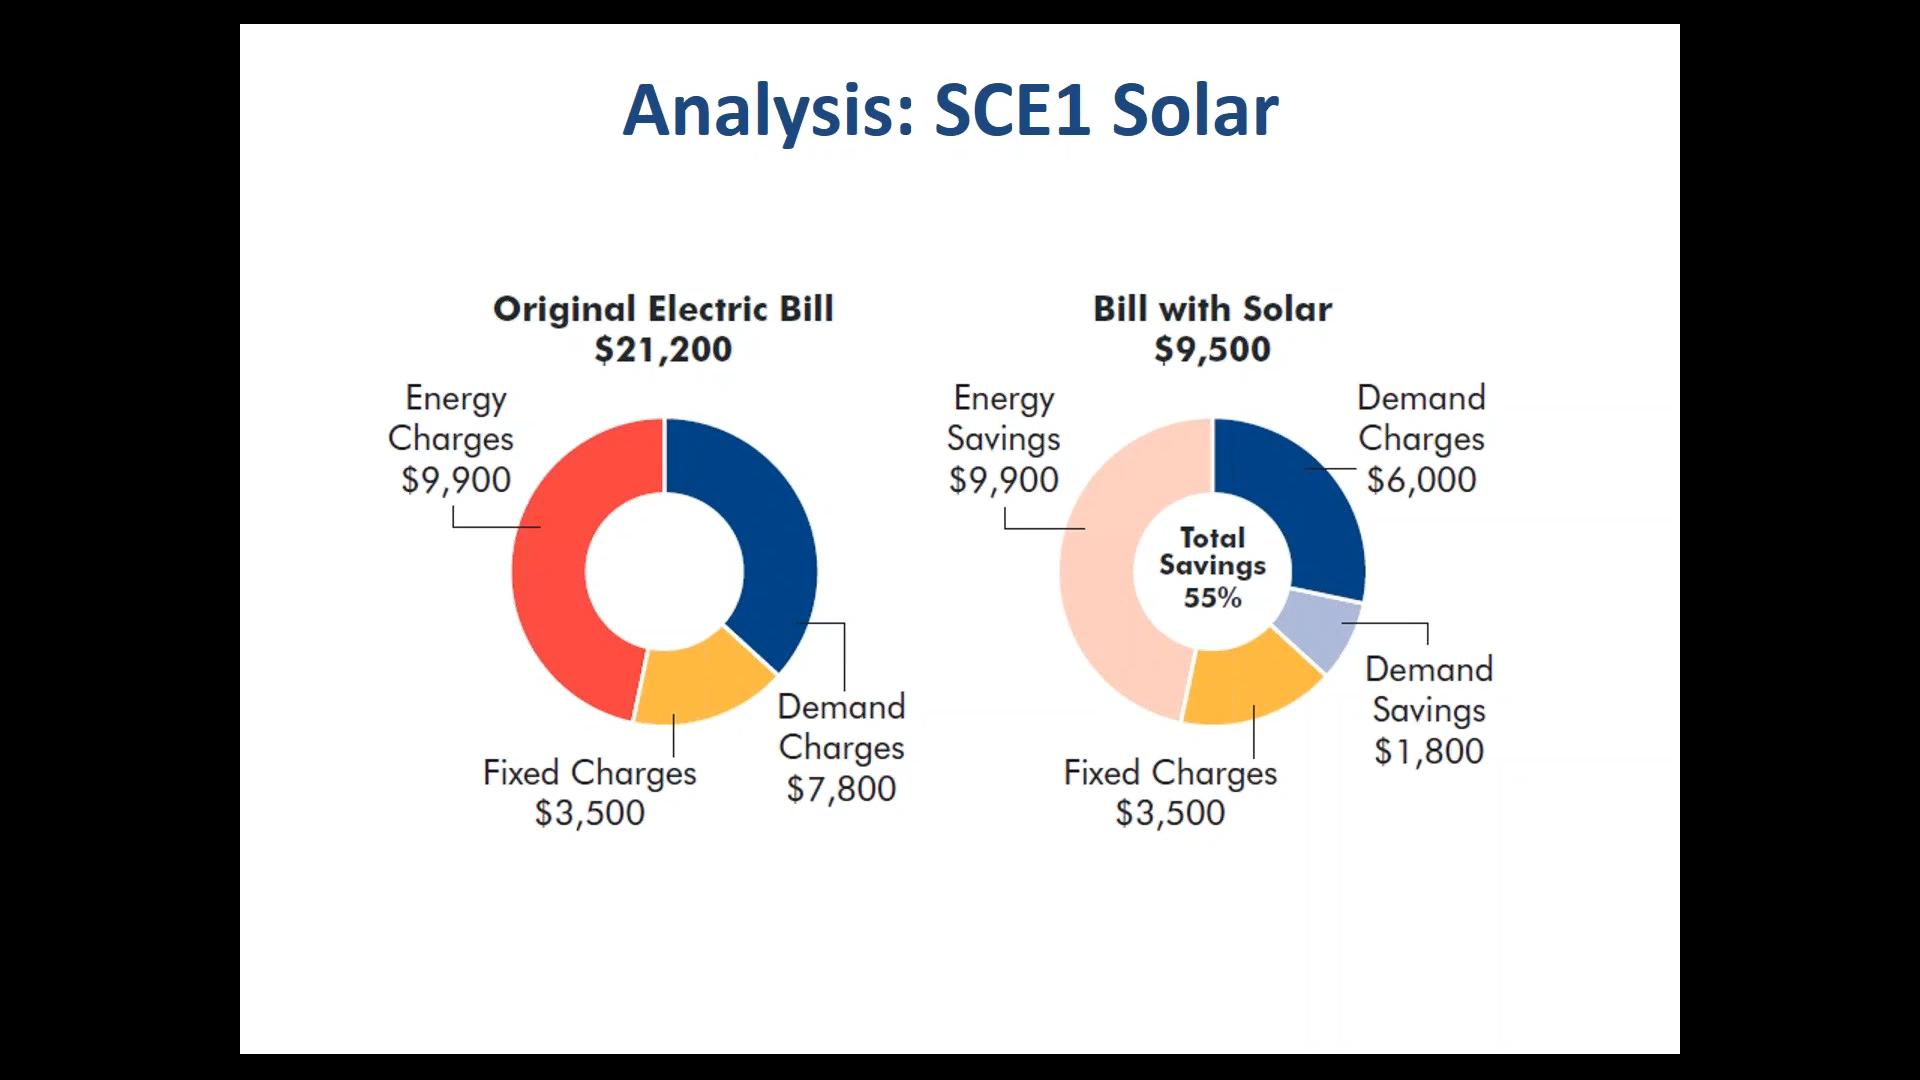 Analysis: SCE1 Solar
Original Electric Bill
$21,200
Energy
Charges
$9,900
Fixed Charges
$3,500
Demand
Charges
$7,800
Bill with Solar
$9,500
Energy
Savings
$9,900
Demand
Charges
$6,000
Total
Savings
55%
Demand
Savings
$1,800
Fixed Charges
$3,500